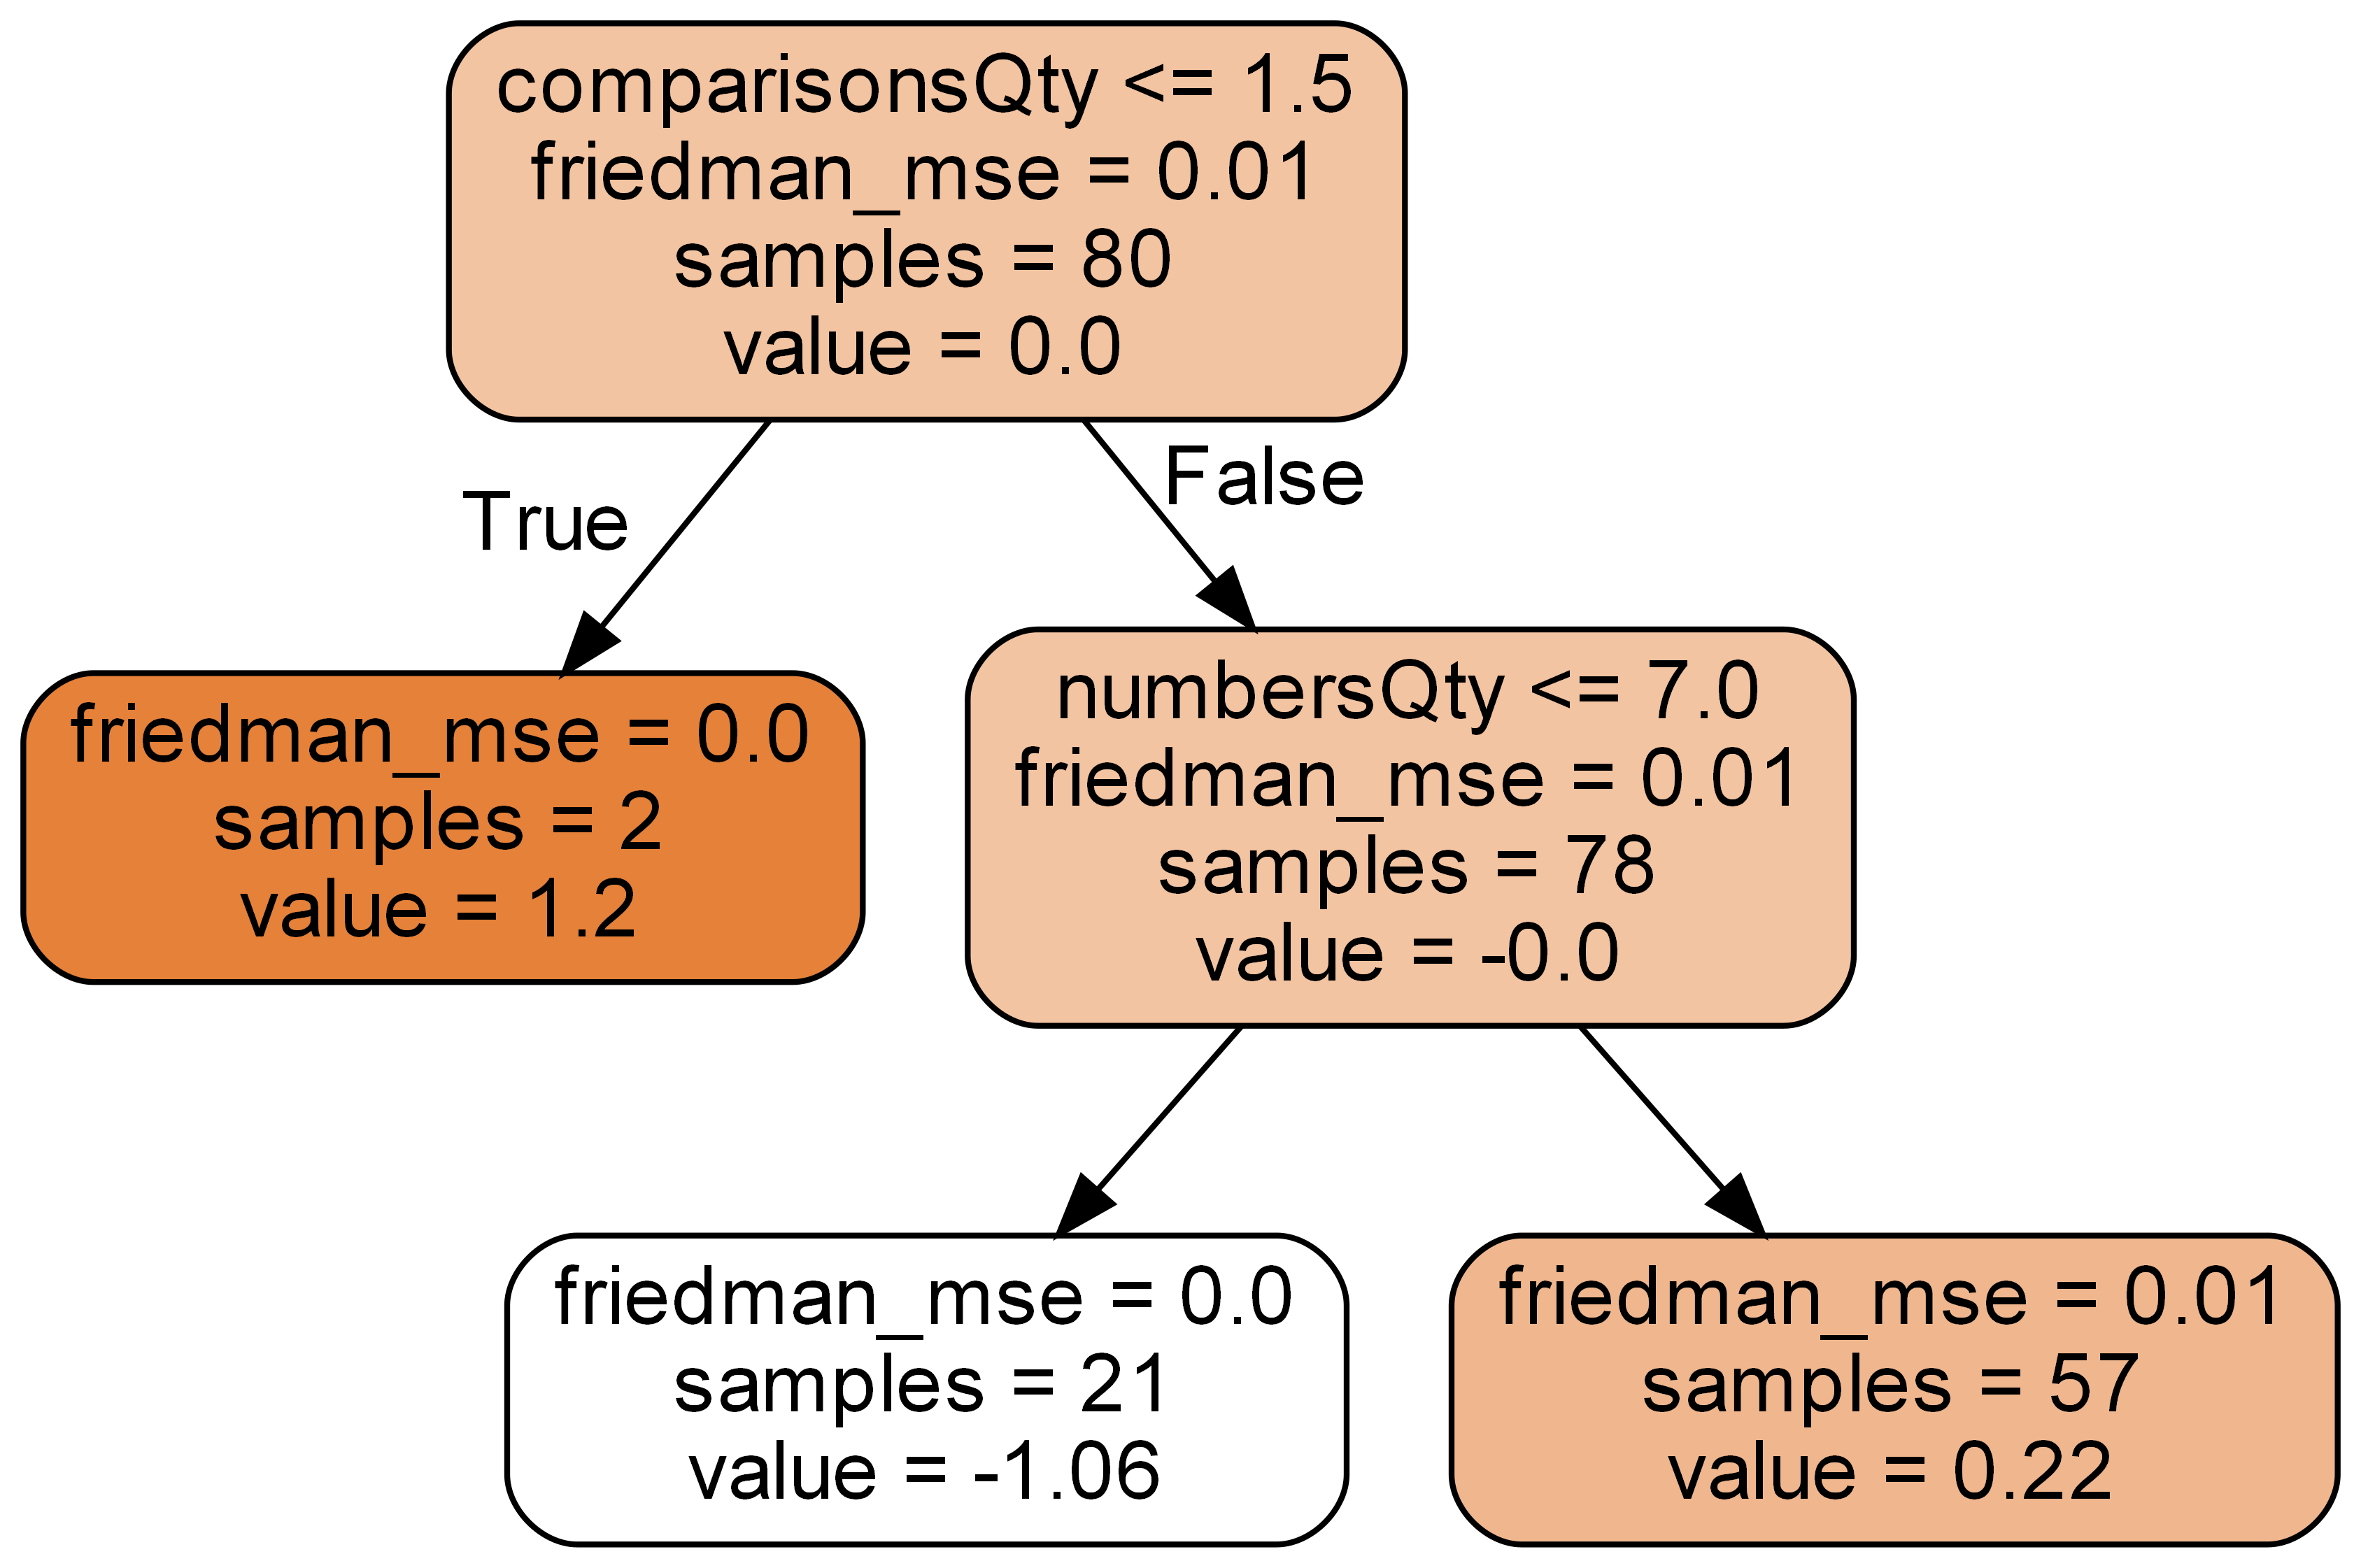 comparisonsQty <= 1.5
friedman_mse = 0.01
samples = 80
value = 0.0
True
False
friedman_mse = 0.0
samples = 2
value = 1.2
numbersQty <= 7.0
friedman_mse = 0.01
samples = 78
value = -0.0
friedman_mse = 0.0
samples = 21
value = -1.06
friedman_mse = 0.01
samples = 57
value = 0.22